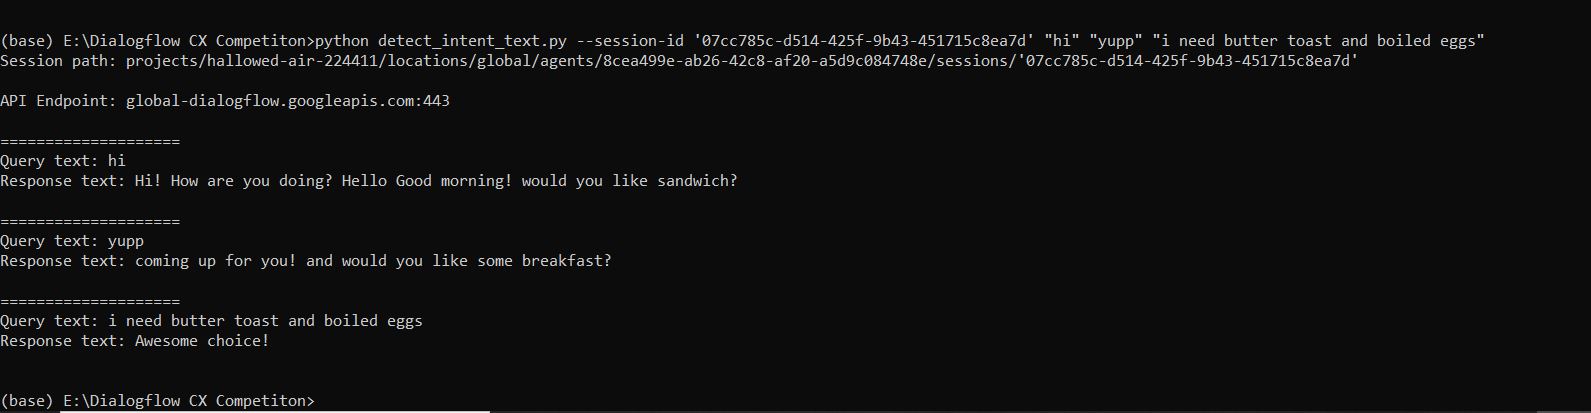 (base) E:\Dialogflow CX Competiton>python detect_intent_text.py --session-id '07cc785c-d514-425f-9b43-451715c8ea7d' "hi" "yupp" "i need butter toast and boiled eggs"
Session path: projects/hallowed-air-224411/locations/global/agents/8cea499e-ab26-42c8-af20-a5d9c084748e/sessions/'07cc785c-d514-425f-9b43-451715c8ea7d'
API Endpoint: global-dialogflow.googleapis.com:443
====================
Query text: hi
Response text: Hi! How are you doing? Hello Good morning! would you like sandwich?
====================
Query text: yupp
Response text: coming up for you! and would you like some breakfast?
====================
Query text: i need butter toast and boiled eggs
Response text: Awesome choice!
(base) E:\Dialogflow CX Competiton>